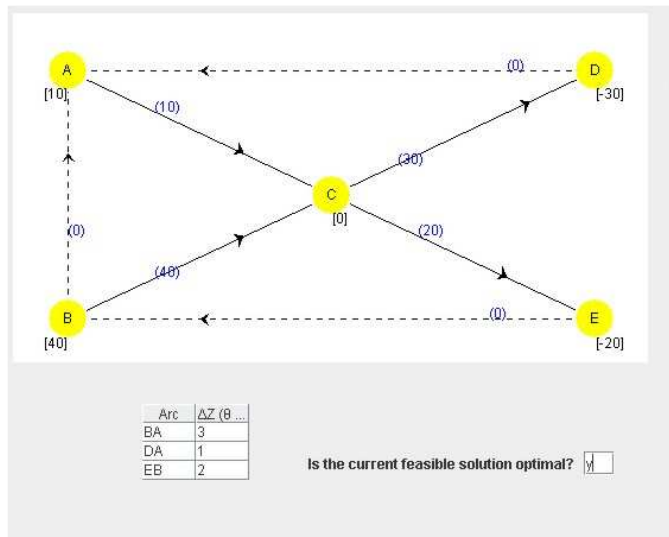 A
(0)
D
[10]
[-30]
(10)
(30)
C
[0]
(0)
(20)
(40)
(0)
B
E
[40]
[-20]
Arc ΔZ (θ ...
BA 3
DA 1
EB 2
Is the current feasible solution optimal? y